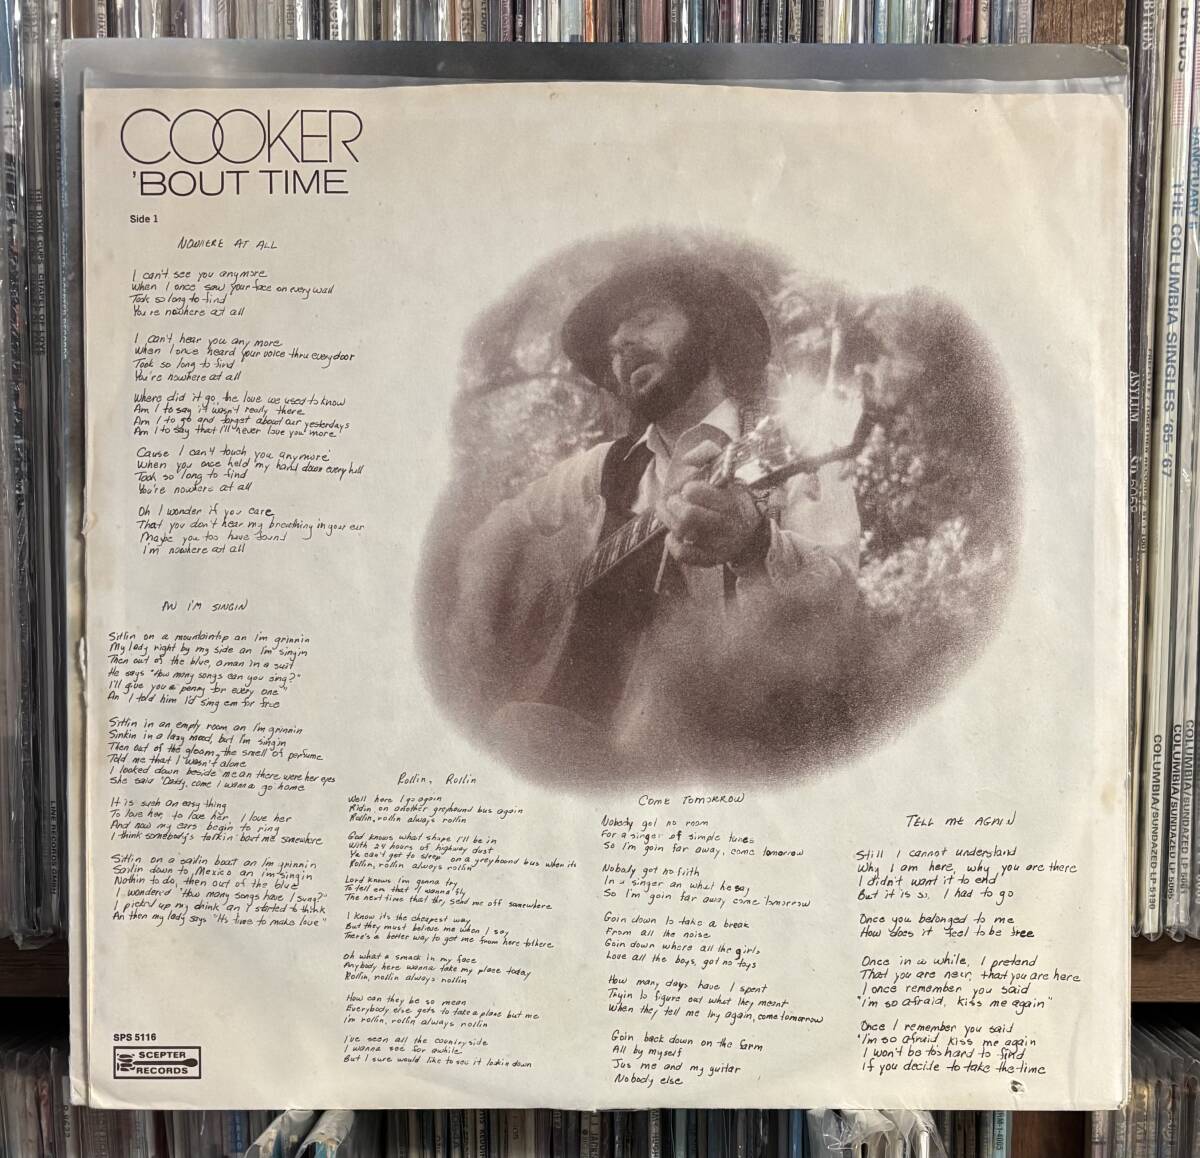 COOKER
'BOUT TIME
Side 1
NOWHERE AT ALL
I can't see you anymore
When I once saw your face on every wall
Took so long to find
You're nowhere at all
I can't hear you any more
When I once heard your voice thru every door
Took so long to find
You're nowhere at all
Where did it go, the love we used to know
Am I to say it wasn't really there
Am I to go and forget about our yesterdays
Am I to say that I'll never love you more
Cause I can't touch you anymore
When you once held my hand down every hall
Took so long to find
You're nowhere at all
Oh I wonder if you care
That you don't hear my breathing in your ear
Maybe you too have found
I'm nowhere at all
AN I'M SINGIN
Sittin on a mountaintop an I'm grinnin
My lady right by my side an I'm singin
Then out of the blue, a man in a suit
He says "How many songs can you sing?"
I'll give you a penny for every one"
An I told him I'd sing em for free
Sittin in an empty room an I'm grinnin
Sinkin in a lazy mood, but I'm singin
Then out of the gloom, the smell of perfume
Told me that I wasn't alone
I looked down beside me an there were her eyes
She said "Daddy, come I wanna go home
It is such an easy thing
To love her, to love her, I love her
And now my ears begin to ring
I think somebody's talkin bout me somewhere
Sittin on a sailin boat an I'm grinnin
Sailin down to Mexico an I'm singin
Nothin to do, then out of the blue
I wondered "How many songs have I sung?"
I picked up my drink an I started to think
An then my lady says "It's time to make love"
Rollin, Rollin
Well here I go again
Ridin on another greyhound bus again
Rollin, rollin always rollin
God knows what shape I'll be in
With 24 hours of highway dust
Ya can't get to sleep on a greyhound bus when its
Rollin, rollin always rollin
Lord knows I'm gonna try
To tell em that I wanna fly
The next time that they send me off somewhere
I know its the cheapest way
But they must believe me when I say
There's a better way to get me from here to there
Oh what a smack in my face
Anybody here wanna take my place today
Rollin, rollin always rollin
How can they be so mean
Everybody else gets to take a plane but me
I'm rollin, rollin always rollin
I've seen all the countryside
I wanna see for awhile
But I sure would like to see it lookin down
COME TOMORROW
Nobody got no room
For a singer of simple tunes
So I'm goin far away, come tomorrow
Nobody got no faith
In a singer an what he say
So I'm goin far away come tomorrow
Goin down to take a break
From all the noise
Goin down where all the girls
Love all the boys, got no toys
How many days have I spent
Tryin to figure out what they meant
When they tell me try again, come tomorrow
Goin back down on the farm
All by myself
Jus me and my guitar
Nobody else
TELL ME AGAIN
Still I cannot understand
Why I am here, why you are there
I didn't want it to end
But it is so, I had to go
Once you belonged to me
How does it feel to be free
Once in a while, I pretend
That you are near, that you are here
I once remember you said
"I'm so afraid, kiss me again"
Once I remember you said
"I'm so afraid, kiss me again
I won't be too hard to find
If you decide to take the time
SPS 5116
SCEPTER
RECORDS
THE COLUMBIA SINGLES '65-'67
COLUMBIA/SUNDAZED LP 5190
ASYLUM
SD 5068